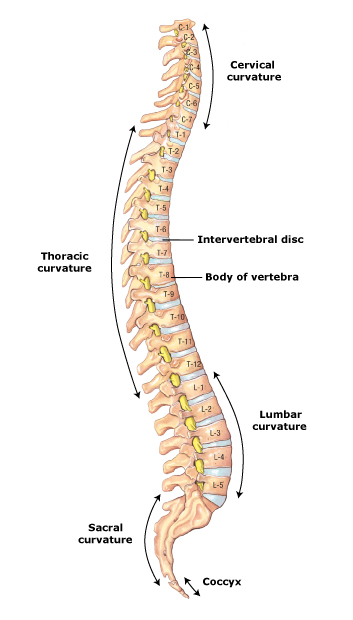 C-1
C-2
C-3
Cervical
curvature
C-4
C-5
C-6
C-7
T-1
T-2
T-3
T-4
T-5
T-6
Intervertebral disc
Thoracic
curvature
T-7
T-8
Body of vertebra
T-9
T-10
T-11
T-12
L-1
L-2
Lumbar
curvature
L-3
L-4
L-5
Sacral
curvature
Coccyx